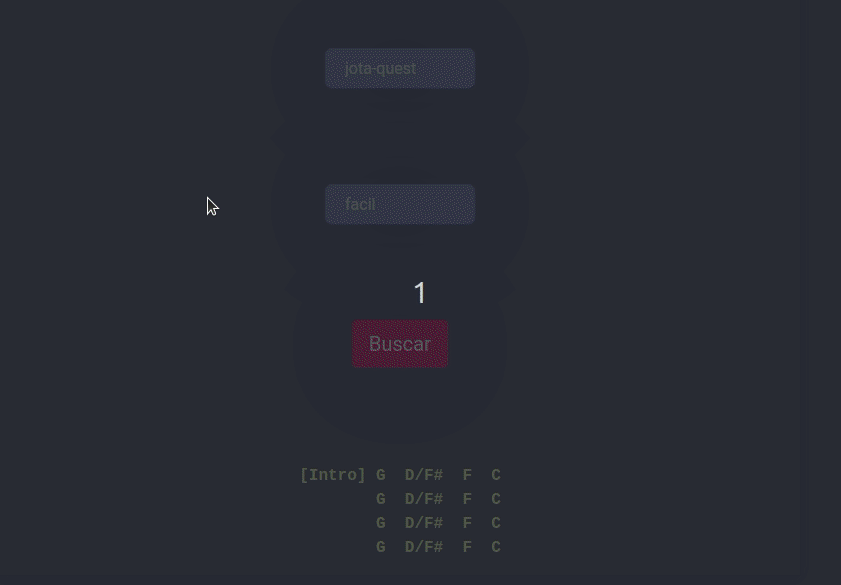 jota-quest
facil
1
Buscar
[Intro] G  D/F#  F  C
        G  D/F#  F  C
        G  D/F#  F  C
        G  D/F#  F  C